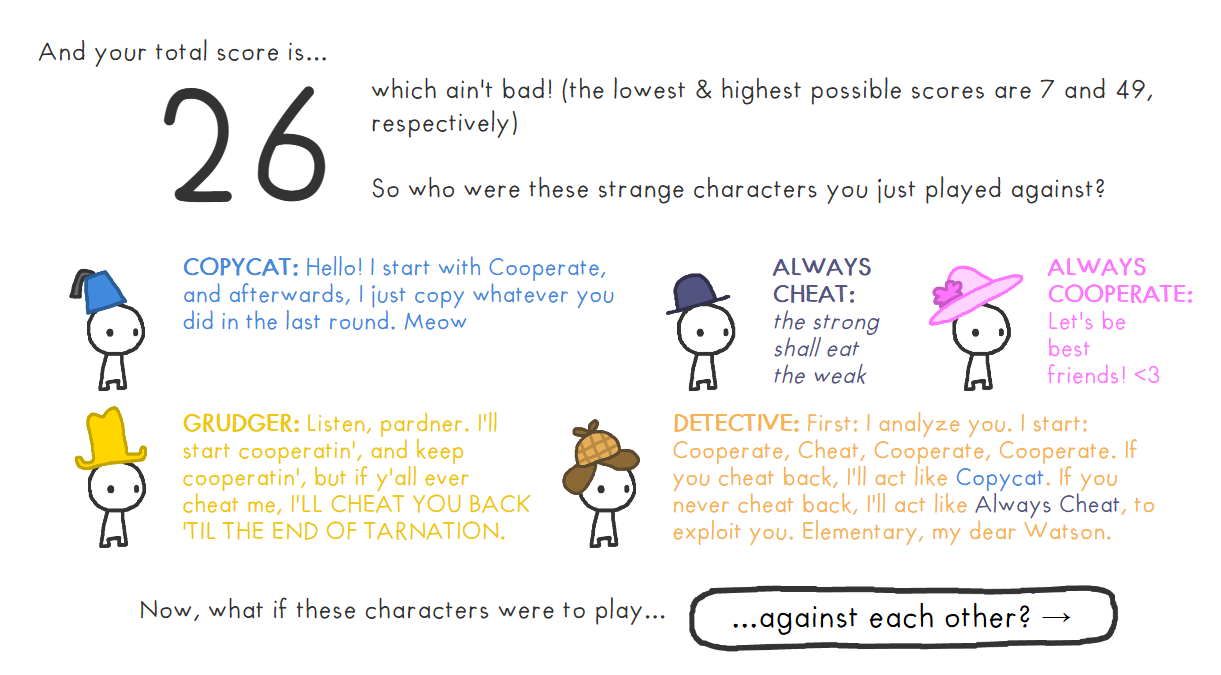 And your total score is...
26
which ain't bad! (the lowest & highest possible scores are 7 and 49,
respectively)
So who were these strange characters you just played against?
COPYCAT: Hello! I start with Cooperate,
and afterwards, I just copy whatever you
did in the last round. Meow
ALWAYS
CHEAT:
the strong
shall eat
the weak
ALWAYS
COOPERATE:
Let's be
best
friends! <3
GRUDGER: Listen, pardner. I'll
start cooperatin', and keep
cooperatin', but if y'all ever
cheat me, I'LL CHEAT YOU BACK
'TIL THE END OF TARNATION.
DETECTIVE: First: I analyze you. I start:
Cooperate, Cheat, Cooperate, Cooperate. If
you cheat back, I'll act like Copycat. If you
never cheat back, I'll act like Always Cheat, to
exploit you. Elementary, my dear Watson.
Now, what if these characters were to play...
...against each other? →